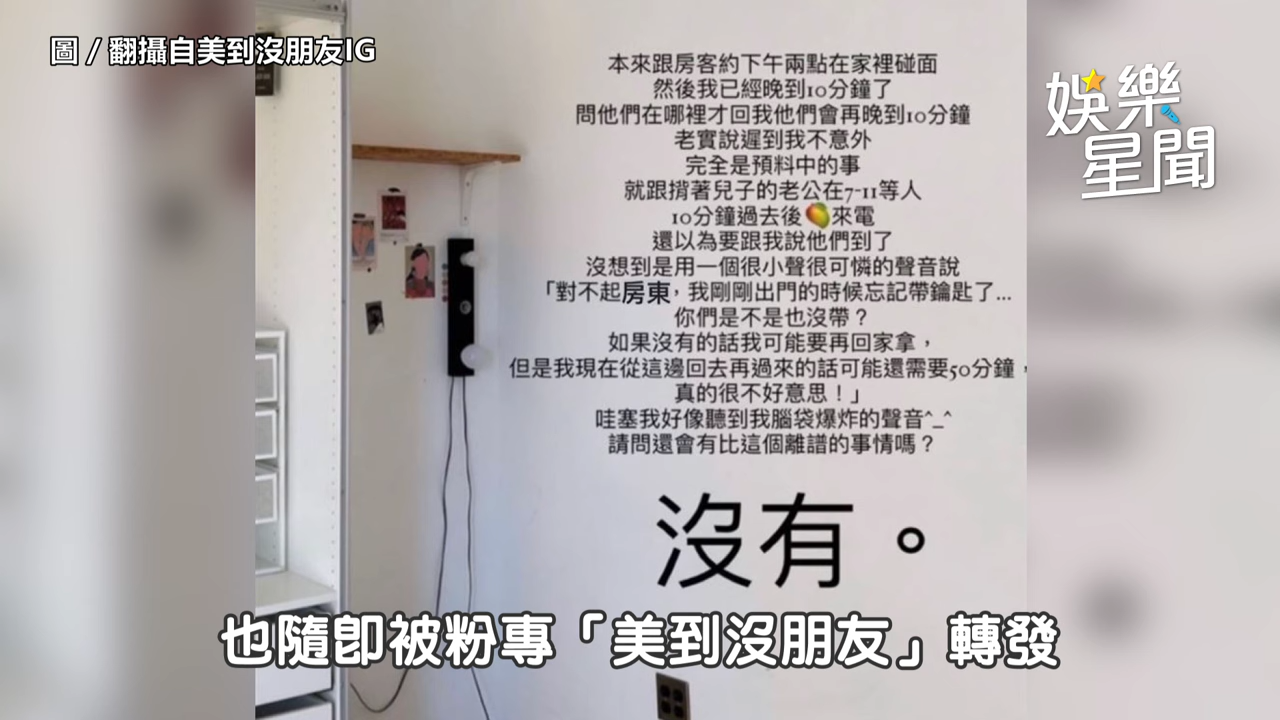 圖 / 翻攝自美到沒朋友IG
娛樂
星聞
本來跟房客約下午兩點在家裡碰面
然後我已經晚到10分鐘了
問他們在哪裡才回我他們會再晚到10分鐘
老實說遲到我不意外
完全是預料中的事
就跟揹著兒子的老公在7-11等人
10分鐘過去後🥭來電
還以為要跟我說他們到了
沒想到是用一個很小聲很可憐的聲音說
「對不起房東，我剛剛出門的時候忘記帶鑰匙了...
你們是不是也沒帶？
如果沒有的話我可能要再回家拿，
但是我現在從這邊回去再過來的話可能還需要50分鐘，
真的很不好意思！」
哇塞我好像聽到我腦袋爆炸的聲音^_^
請問還會有比這個離譜的事情嗎？
沒有。
也隨即被粉專「美到沒朋友」轉發